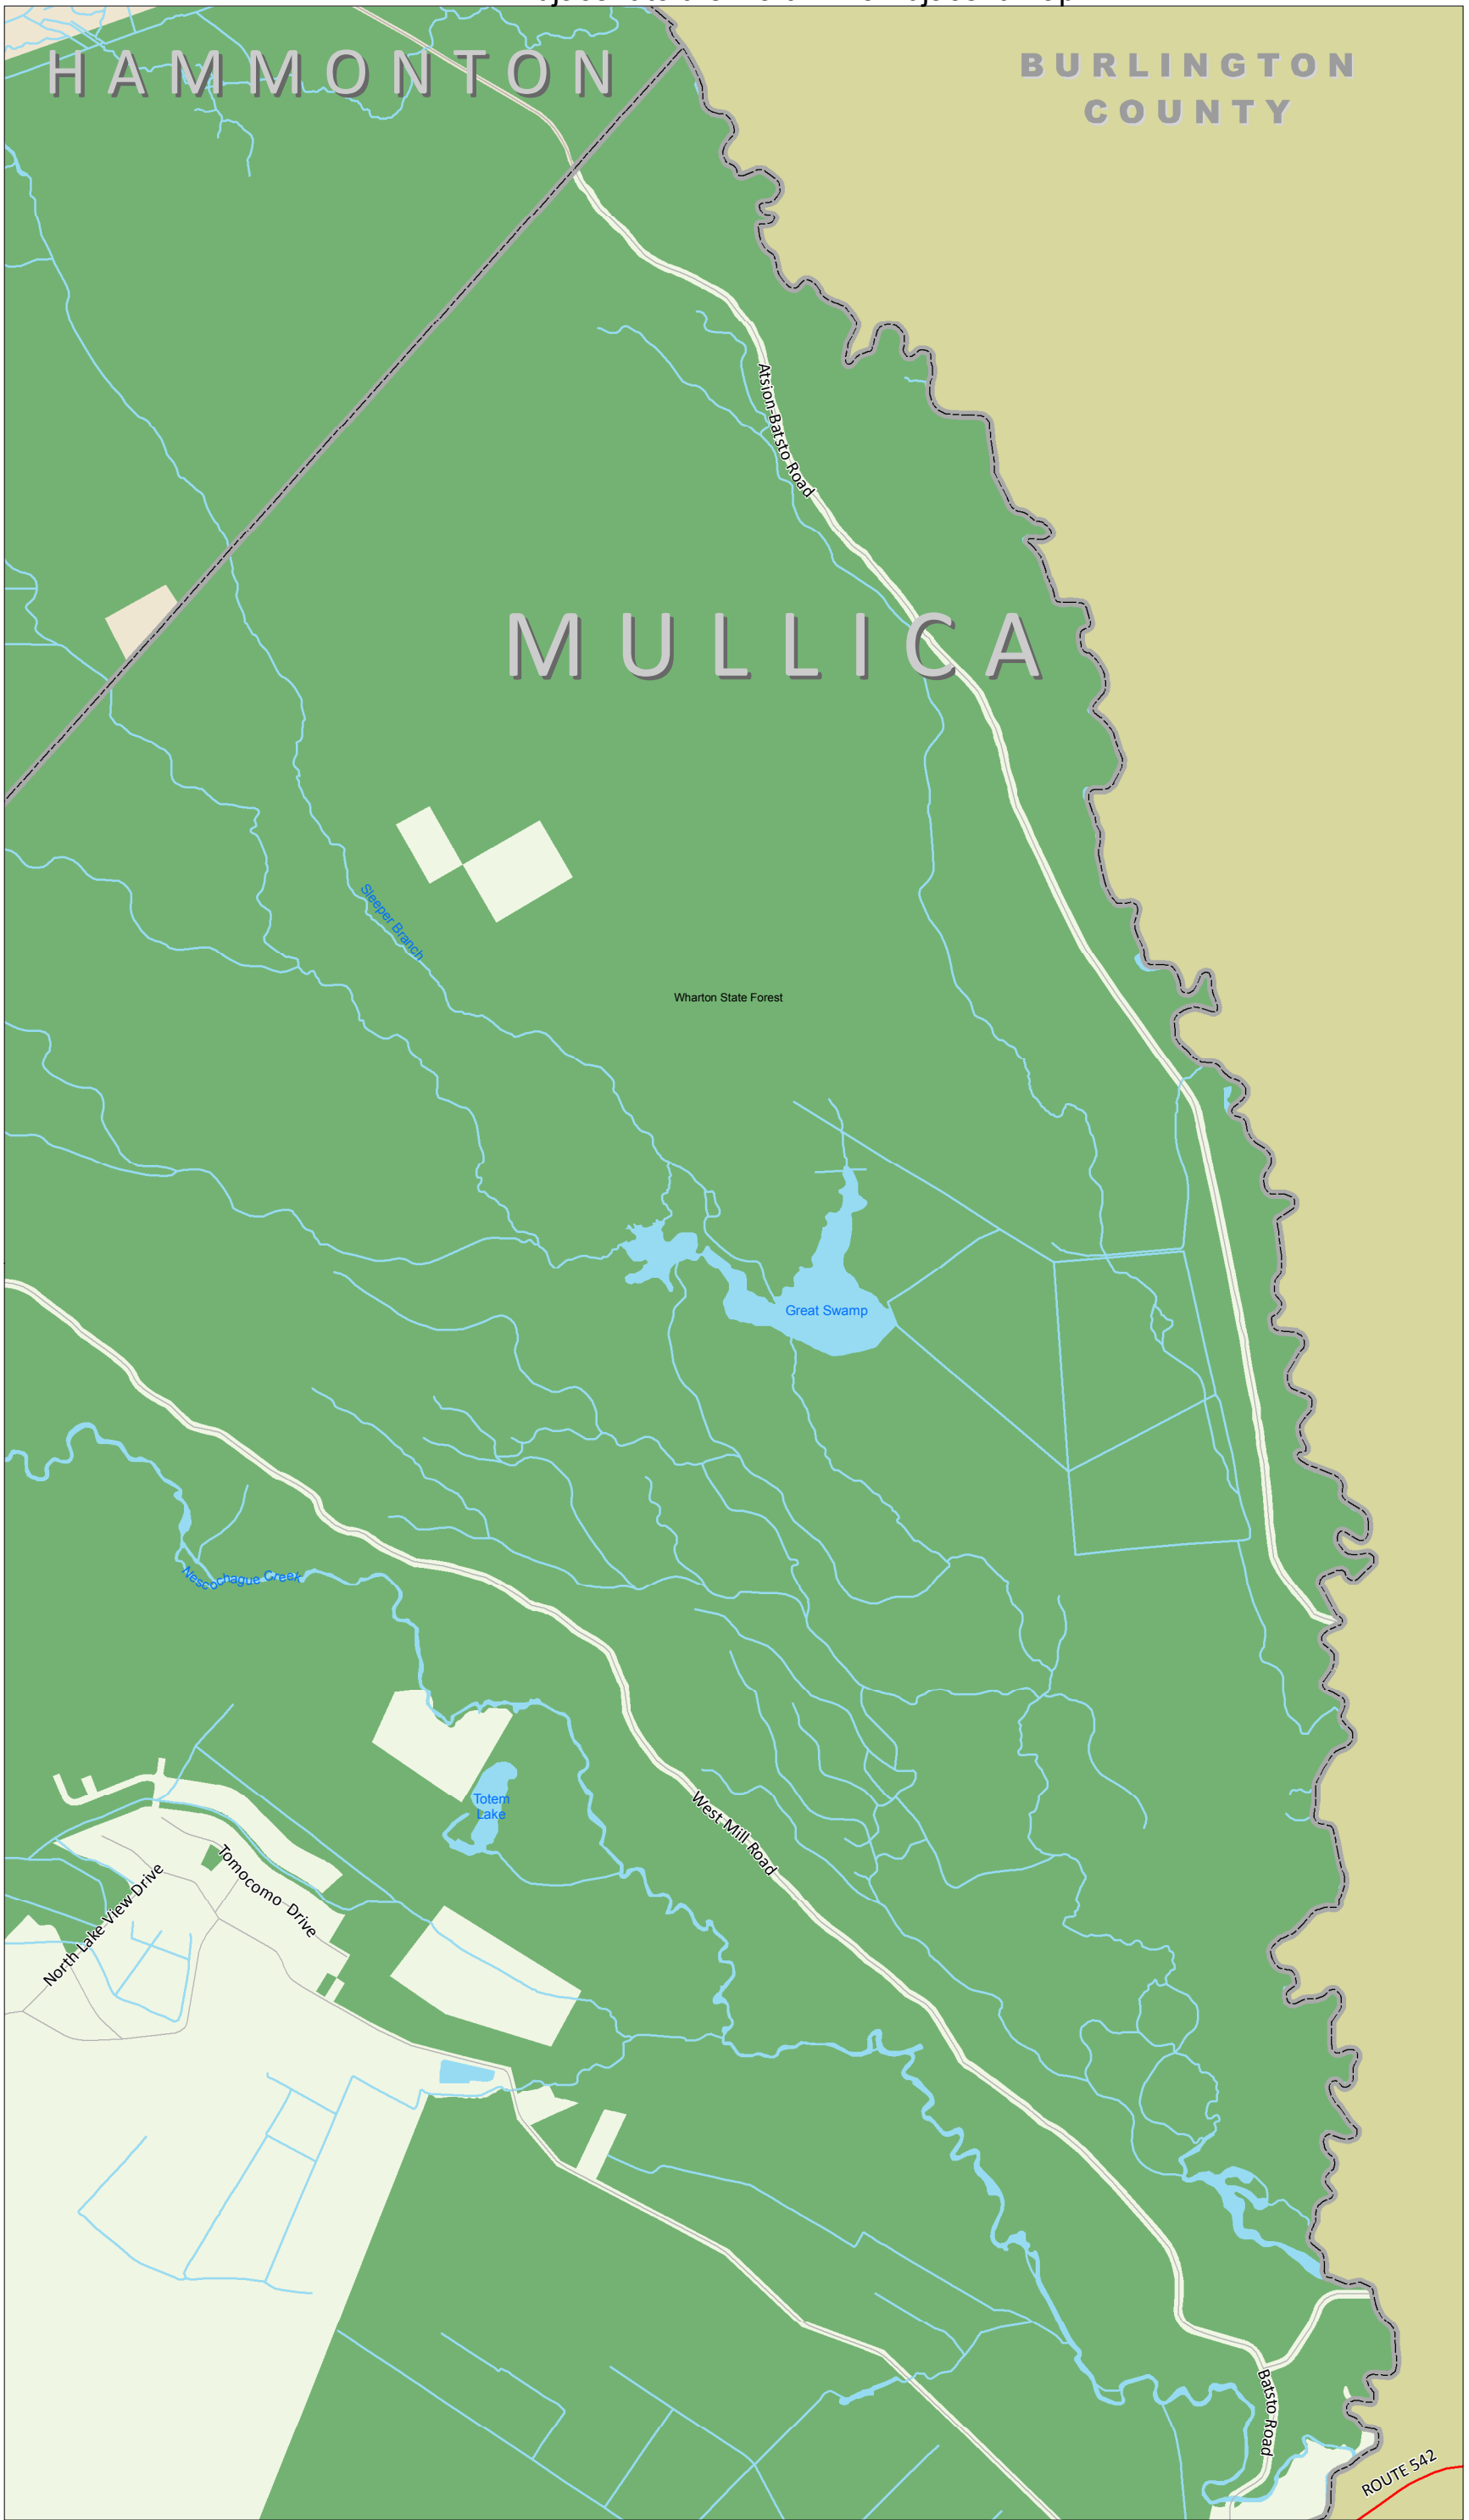 HAMMONTON
BURLINGTON
COUNTY
Atsion-Batsto Road
MULLICA
Sleeper Branch
Wharton State Forest
Great Swamp
Nescochague Creek
Totem
Lake
West Mill Road
Tomocomo Drive
North Lake View Drive
Batsto Road
ROUTE 542